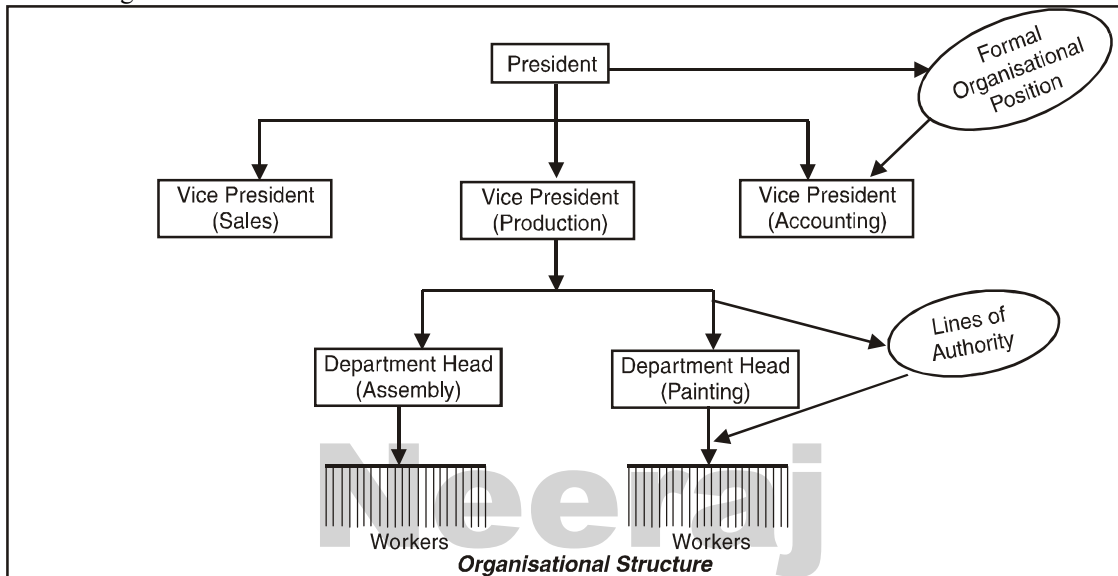 President
Formal
Organisational
Position
Vice President
(Sales)
Vice President
(Production)
Vice President
(Accounting)
Lines of
Authority
Department Head
(Assembly)
Department Head
(Painting)
Neeraj
Workers
Workers
Organisational Structure